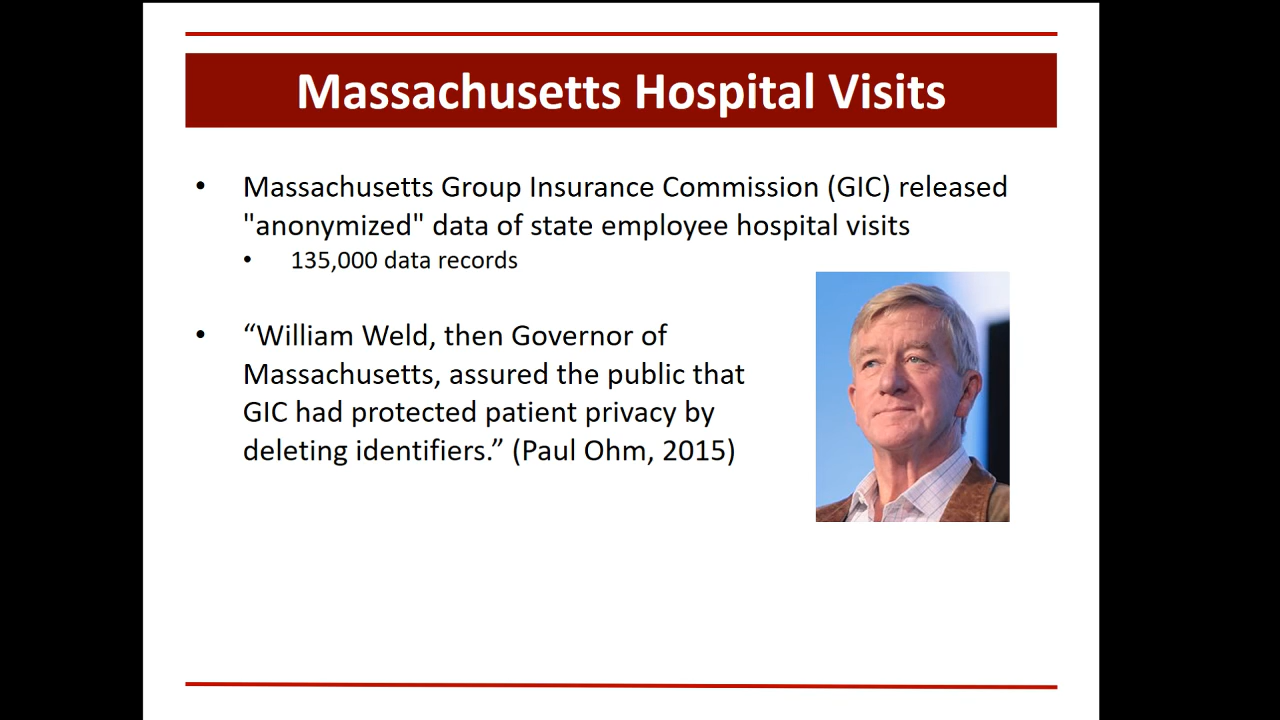 Massachusetts Hospital Visits
• Massachusetts Group Insurance Commission (GIC) released
"anonymized" data of state employee hospital visits
• 135,000 data records
• “William Weld, then Governor of
Massachusetts, assured the public that
GIC had protected patient privacy by
deleting identifiers.” (Paul Ohm, 2015)